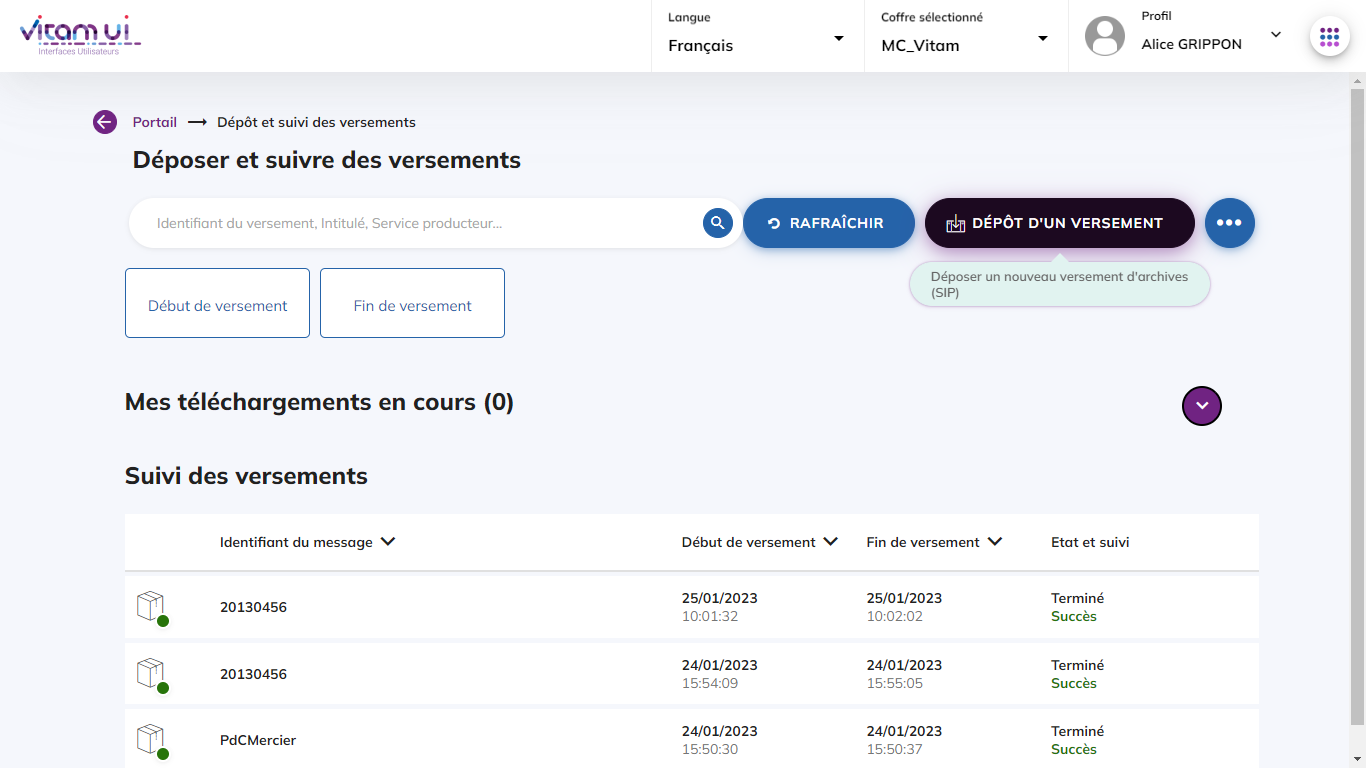 vitam ui
Interfaces Utilisateurs
Langue
Français
Coffre sélectionné
MC_Vitam
Profil
Alice GRIPPON
Portail → Dépôt et suivi des versements
Déposer et suivre des versements
Identifiant du versement, Intitulé, Service producteur...
RAFRAÎCHIR
DÉPÔT D'UN VERSEMENT
Déposer un nouveau versement d'archives
(SIP)
Début de versement
Fin de versement
Mes téléchargements en cours (0)
Suivi des versements
Identifiant du message
Début de versement
Fin de versement
Etat et suivi
20130456
25/01/2023
10:01:32
25/01/2023
10:02:02
Terminé
Succès
20130456
24/01/2023
15:54:09
24/01/2023
15:55:05
Terminé
Succès
PdCMercier
24/01/2023
15:50:30
24/01/2023
15:50:37
Terminé
Succès